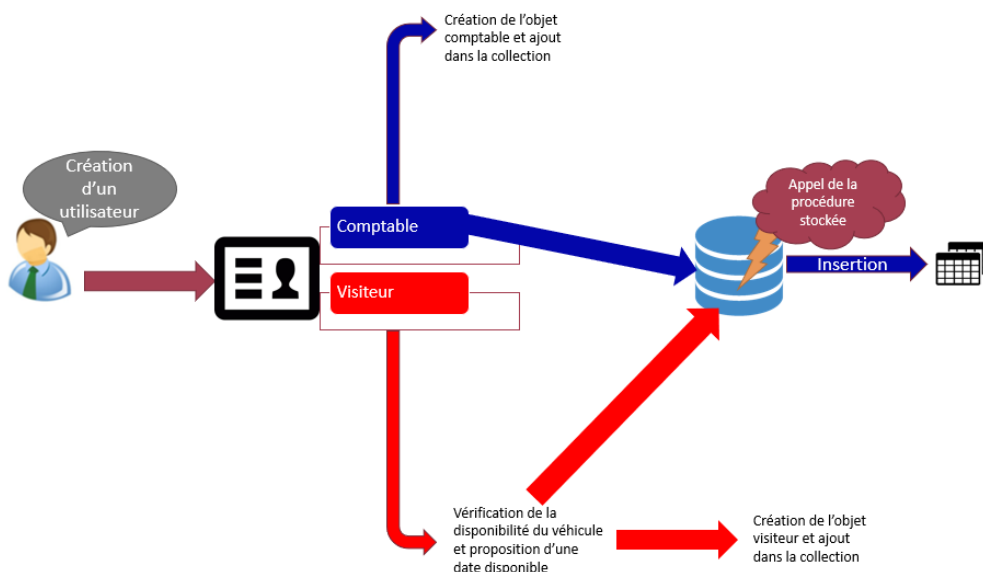 Création de l'objet
comptable et ajout
dans la collection
Création
d'un
utilisateur
Appel de la
procédure
stockée
Comptable
Insertion
Visiteur
Vérification de la
disponibilité du véhicule
et proposition d'une
date disponible
Création de l'objet
visiteur et ajout
dans la collection